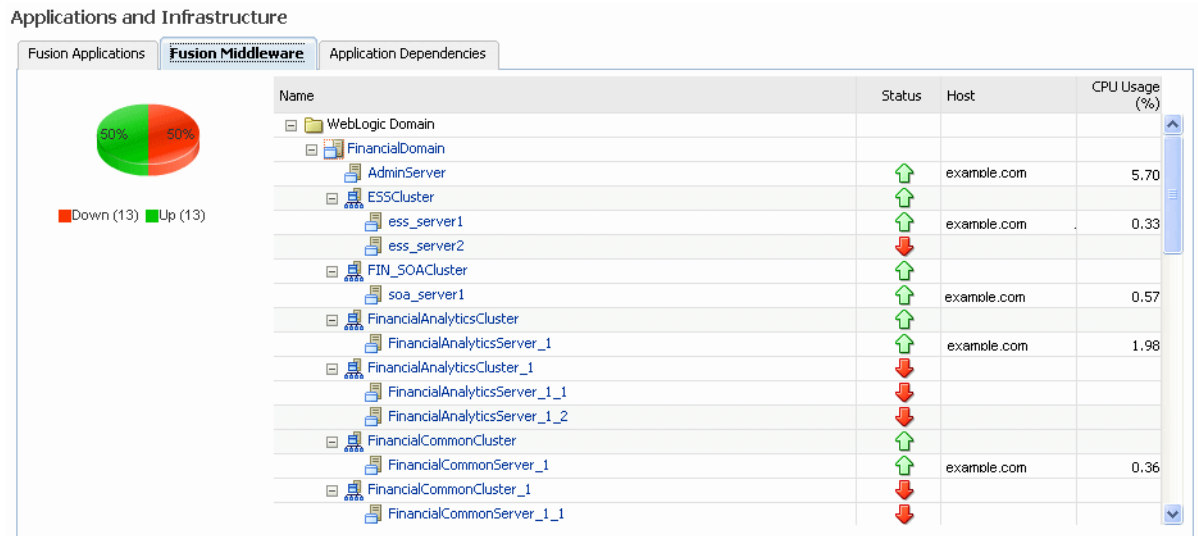 Applications and Infrastructure
Fusion Applications Fusion Middleware Application Dependencies
Name Status Host CPU Usage (%)
50% 50%
Down (13) Up (13)
WebLogic Domain
FinancialDomain
AdminServer example.com 5.70
ESSCluster
ess_server1 example.com 0.33
ess_server2
FIN_SOACluster
soa_server1 example.com 0.57
FinancialAnalyticsCluster
FinancialAnalyticsServer_1 example.com 1.98
FinancialAnalyticsCluster_1
FinancialAnalyticsServer_1_1
FinancialAnalyticsServer_1_2
FinancialCommonCluster
FinancialCommonServer_1 example.com 0.36
FinancialCommonCluster_1
FinancialCommonServer_1_1